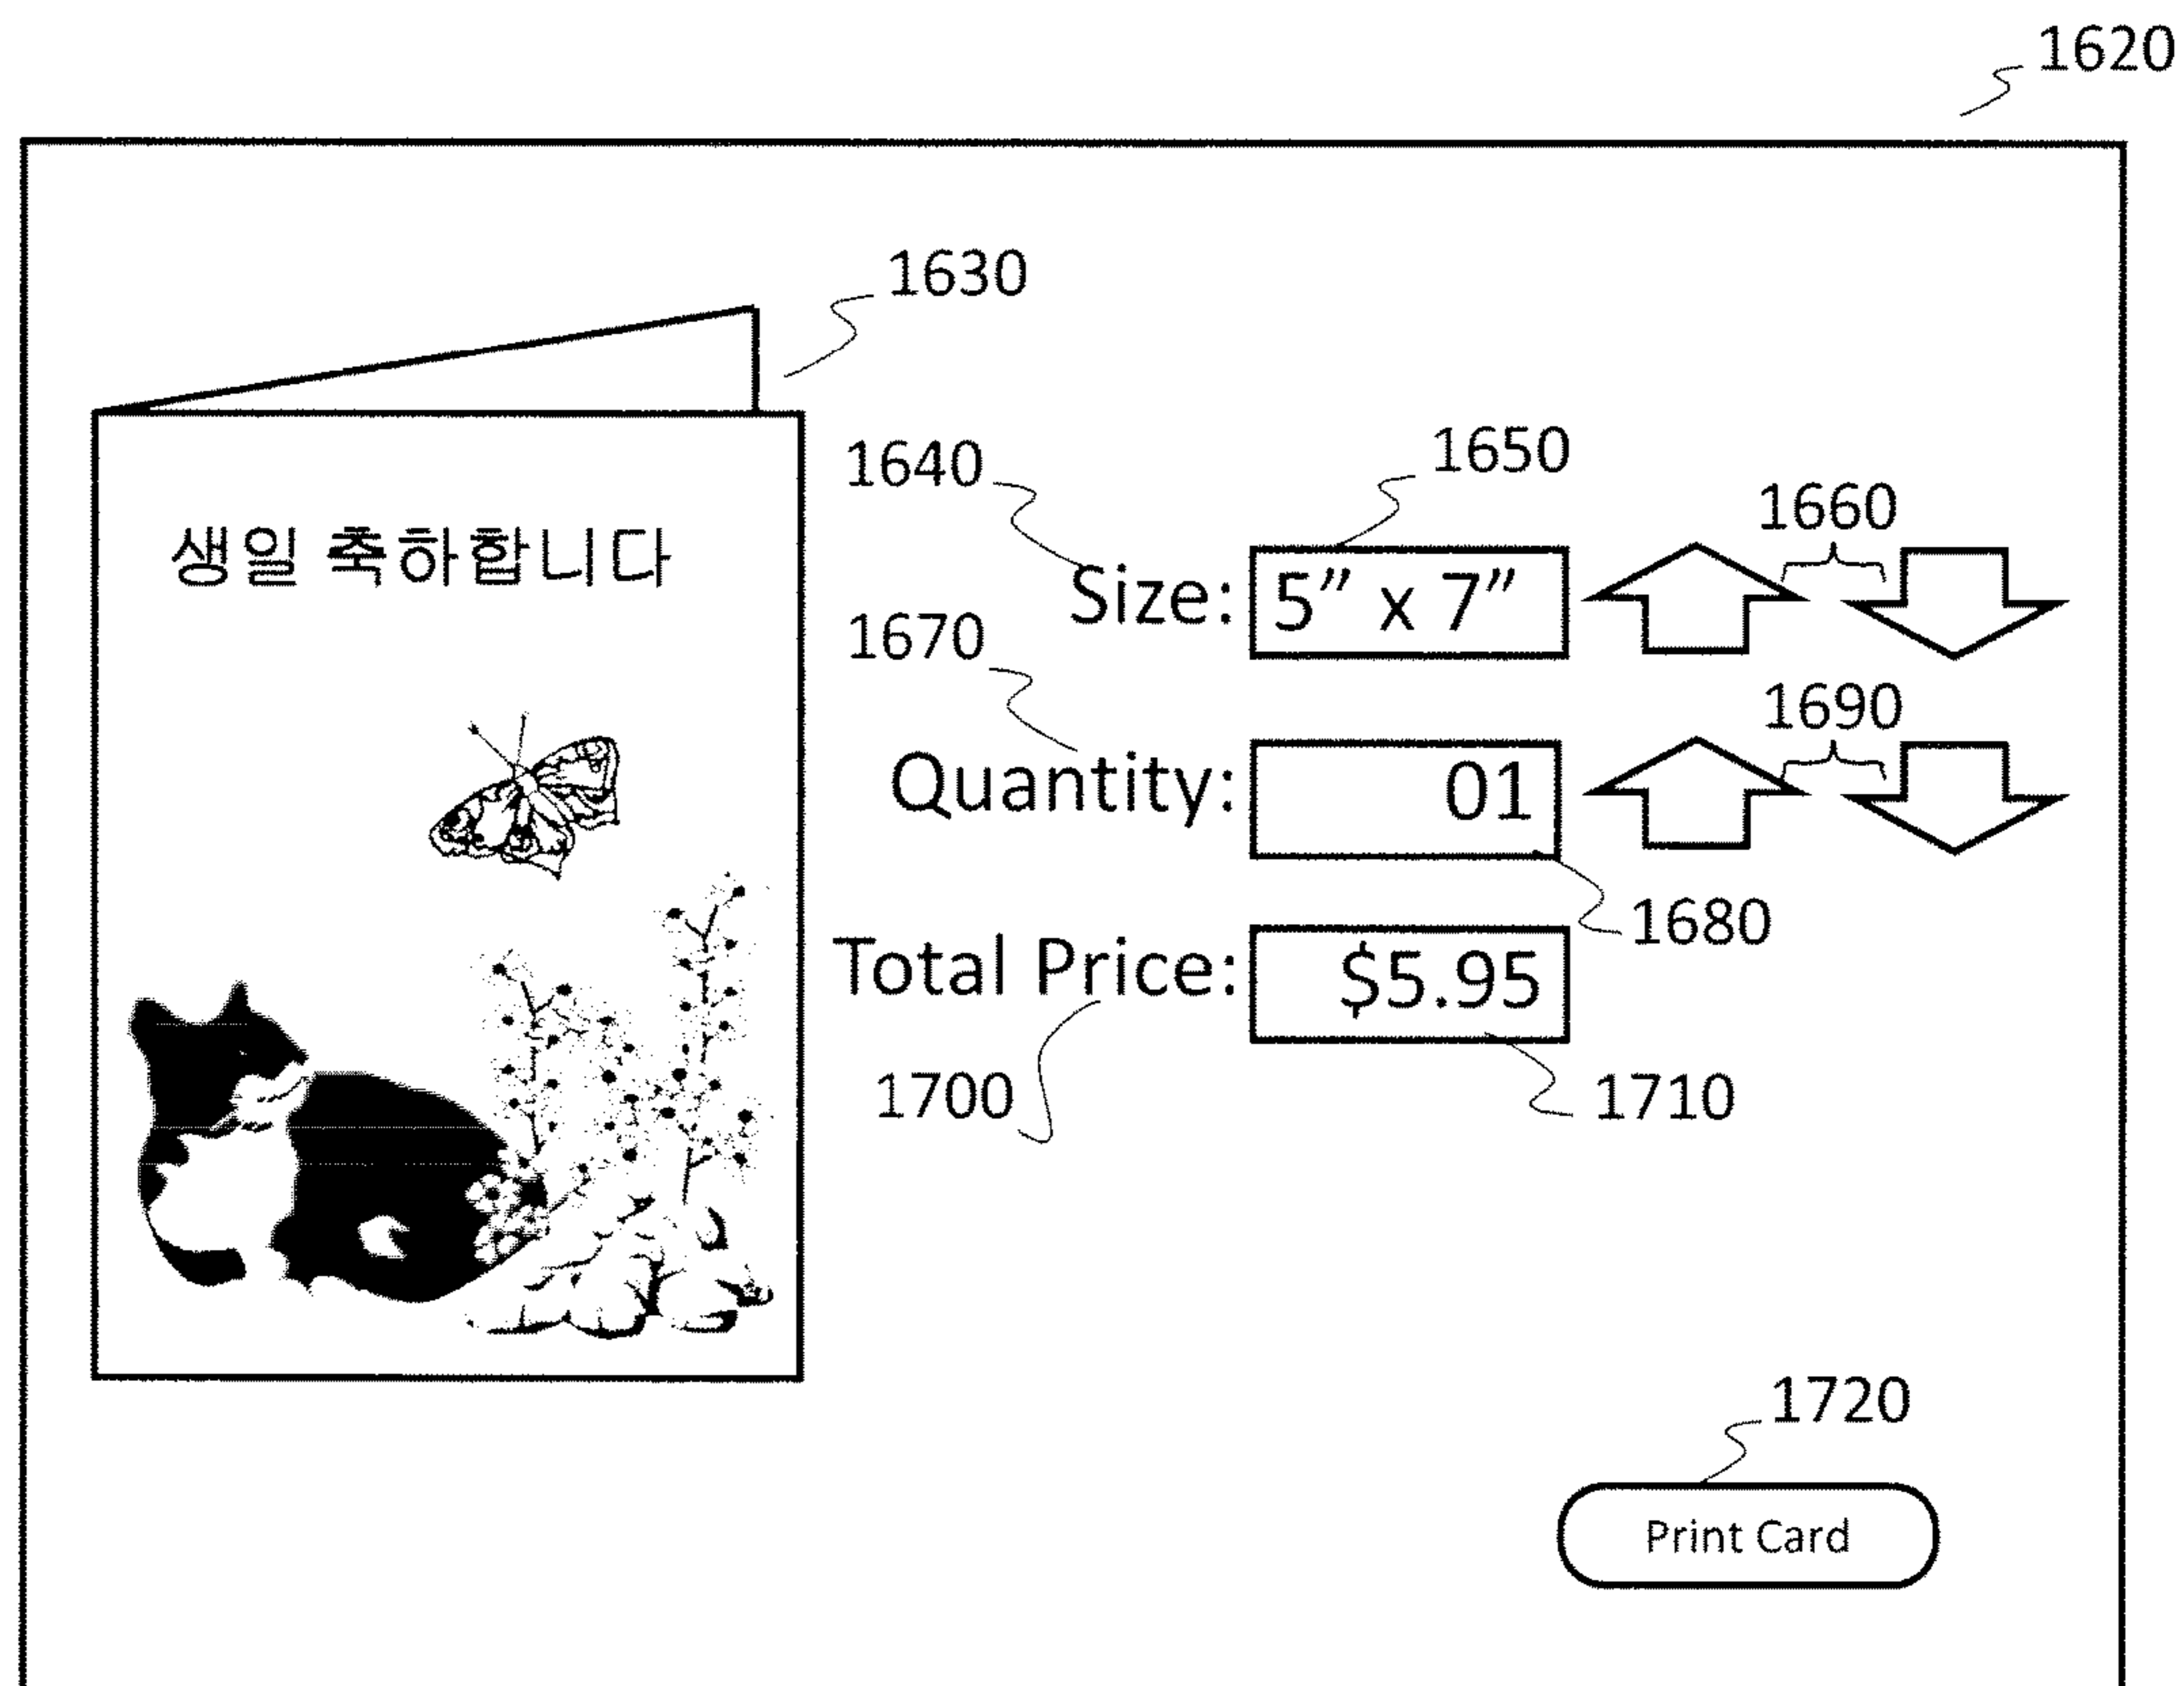 1620
1630
생일 축하합니다
1640
1650
1660
Size: 5” x 7”
1670
1690
Quantity: 01
1680
Total Price: $5.95
1700
1710
1720
Print Card